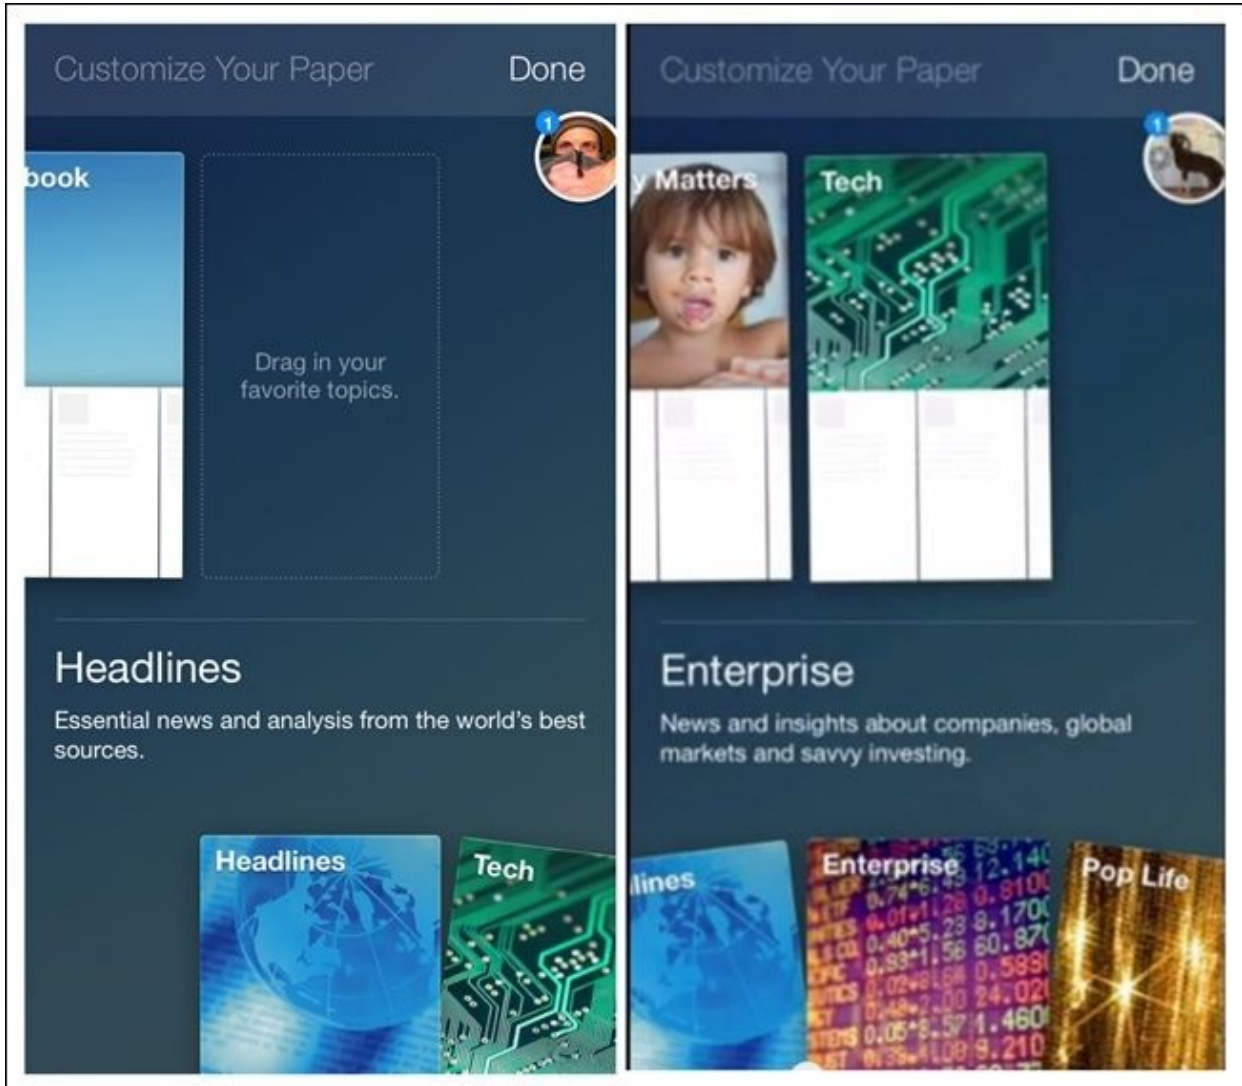 Customize Your Paper
Done
1
book
Drag in your
favorite topics.
Headlines
Essential news and analysis from the world's best
sources.
Headlines
Tech
Customize Your Paper
Done
1
y Matters
Tech
Enterprise
News and insights about companies, global
markets and savvy investing.
lines
Enterprise
Pop Life